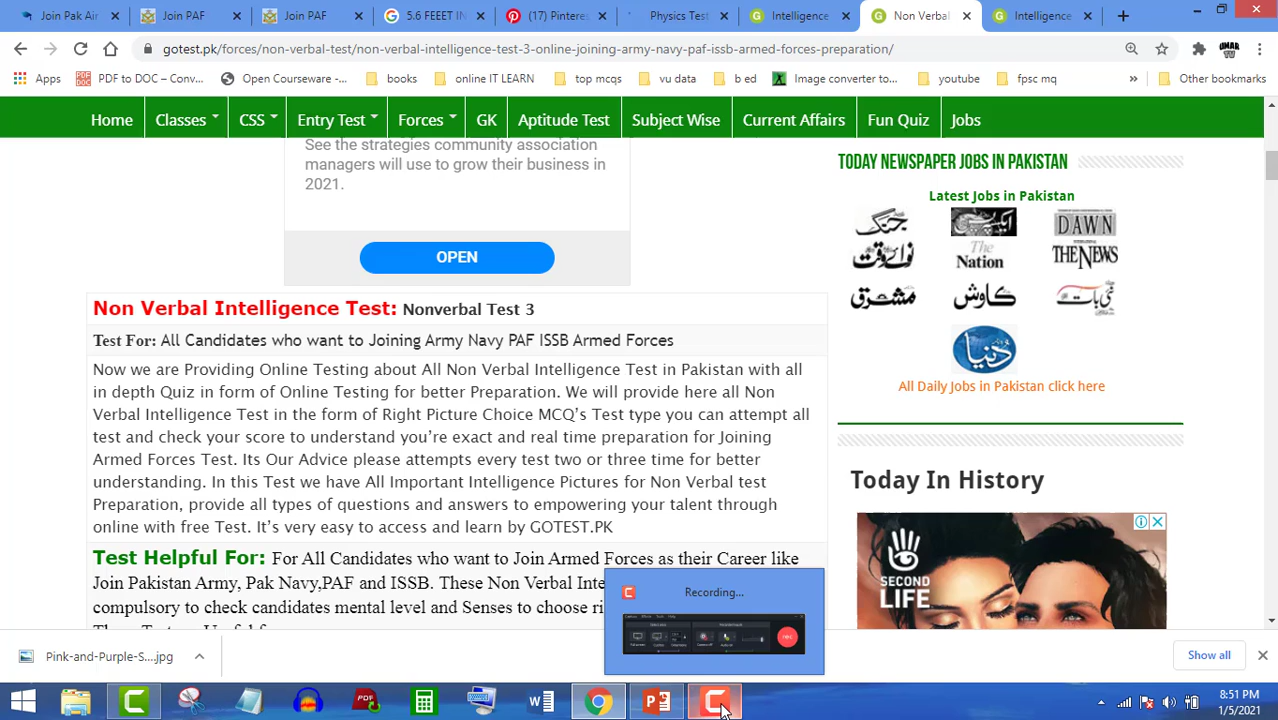 Join Pak Air
Join PAF
Join PAF
5.6 FEEET IN
(17) Pinteres
Physics Test
Intelligence
Non Verbal
Intelligence
UMAR
gotest.pk/forces/non-verbal-test/non-verbal-intelligence-test-3-online-joining-army-navy-paf-issb-armed-forces-preparation/
Apps
PDF to DOC – Conv...
Open Courseware -...
books
online IT LEARN
top mcqs
vu data
b ed
Image converter to...
youtube
fpsc mq
»
Other bookmarks
Home
Classes
CSS
Entry Test
Forces
GK
Aptitude Test
Subject Wise
Current Affairs
Fun Quiz
Jobs
See the strategies community association
managers will use to grow their business in
2021.
OPEN
Non Verbal Intelligence Test: Nonverbal Test 3
Test For: All Candidates who want to Joining Army Navy PAF ISSB Armed Forces
Now we are Providing Online Testing about All Non Verbal Intelligence Test in Pakistan with all
in depth Quiz in form of Online Testing for better Preparation. We will provide here all Non
Verbal Intelligence Test in the form of Right Picture Choice MCQ's Test type you can attempt all
test and check your score to understand you're exact and real time preparation for Joining
Armed Forces Test. Its Our Advice please attempts every test two or three time for better
understanding. In this Test we have All Important Intelligence Pictures for Non Verbal test
Preparation, provide all types of questions and answers to empowering your talent through
online with free Test. It's very easy to access and learn by GOTEST.PK
Test Helpful For: For All Candidates who want to Join Armed Forces as their Career like
Join Pakistan Army, Pak Navy,PAF and ISSB. These Non Verbal Inte
compulsory to check candidates mental level and Senses to choose ri
TODAY NEWSPAPER JOBS IN PAKISTAN
Latest Jobs in Pakistan
جنگ
ایکسپریس
DAWN
نوائے وقت
The
Nation
THE NEWS
مشرق
کاوش
نئی بات
دنیا
All Daily Jobs in Pakistan click here
Today In History
SECOND
LIFE
Recording...
rec
Pink-and-Purple-S....jpg
Show all
PDF
8:51 PM
1/5/2021